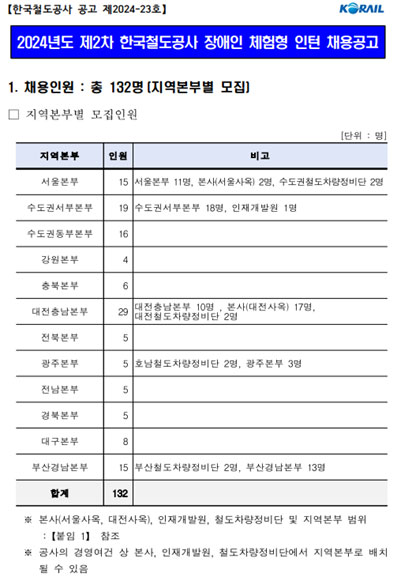 【한국철도공사 공고 제2024-23호】
KORAIL
2024년도 제2차 한국철도공사 장애인 체험형 인턴 채용공고
1. 채용인원 : 총 132명(지역본부별 모집)
□ 지역본부별 모집인원
[단위 : 명]
지역본부 인원 비고
서울본부 15 서울본부 11명, 본사(서울사옥) 2명, 수도권철도차량정비단 2명
수도권서부본부 19 수도권서부본부 18명, 인재개발원 1명
수도권동부본부 16
강원본부 4
충북본부 6
대전충남본부 29 대전충남본부 10명 , 본사(대전사옥) 17명,
대전철도차량정비단 2명
전북본부 5
광주본부 5 호남철도차량정비단 2명, 광주본부 3명
전남본부 5
경북본부 5
대구본부 8
부산경남본부 15 부산철도차량정비단 2명, 부산경남본부 13명
합계 132
※ 본사(서울사옥, 대전사옥), 인재개발원, 철도차량정비단 및 지역본부 범위
:【붙임 1】 참조
※ 공사의 경영여건 상 본사, 인재개발원, 철도차량정비단에서 지역본부로 배치
될 수 있음